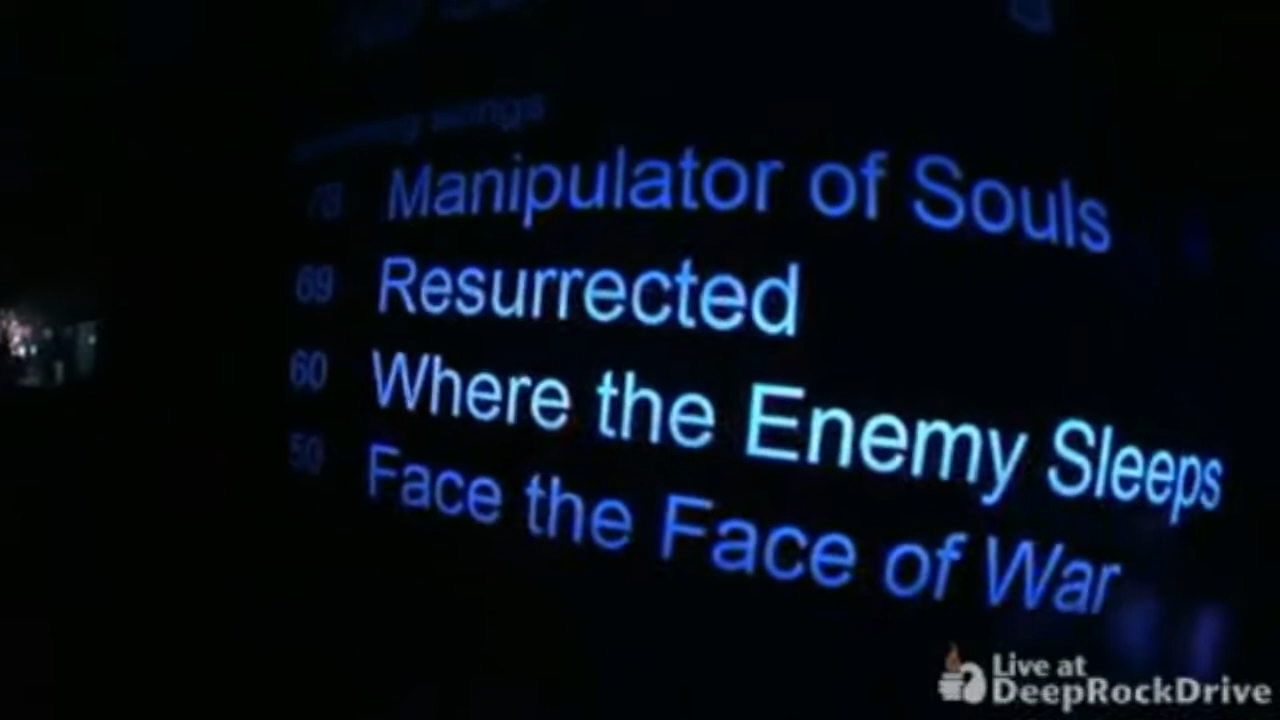 Manipulator of Souls
69 Resurrected
60 Where the Enemy Sleeps
50 Face the Face of War
Live at
DeepRockDrive